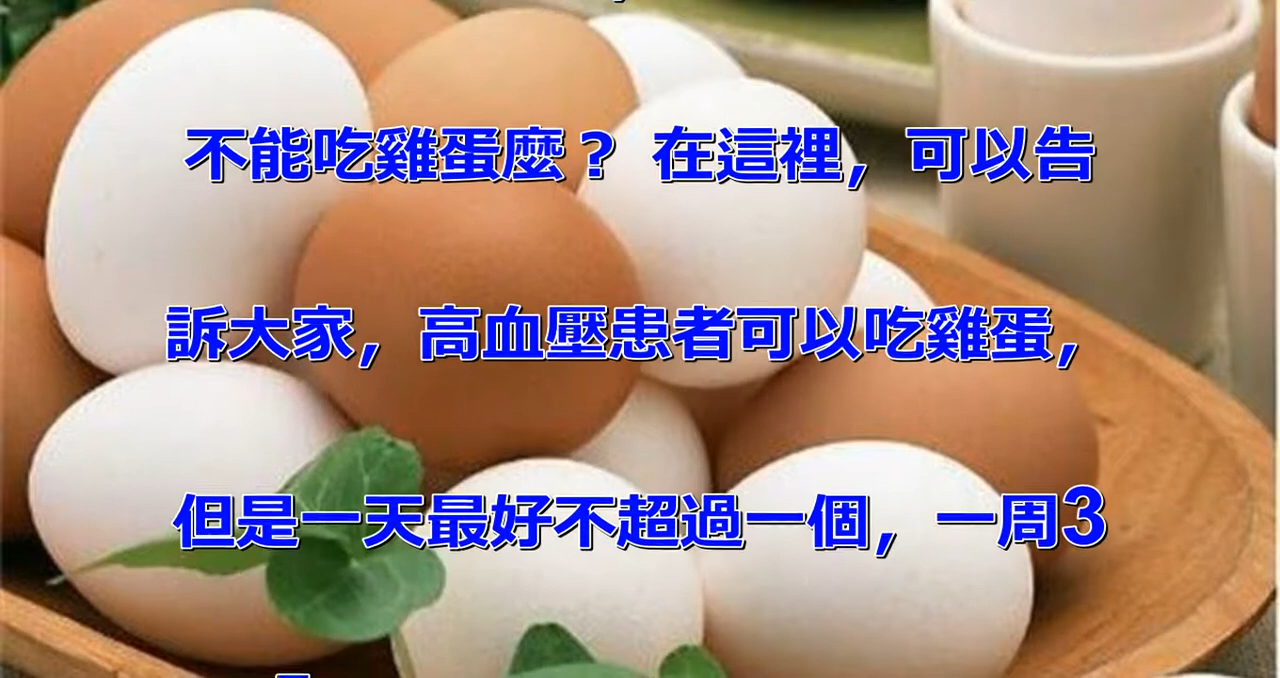 不能吃雞蛋麼？ 在這裡，可以告
訴大家，高血壓患者可以吃雞蛋，
但是一天最好不超過一個，一周3